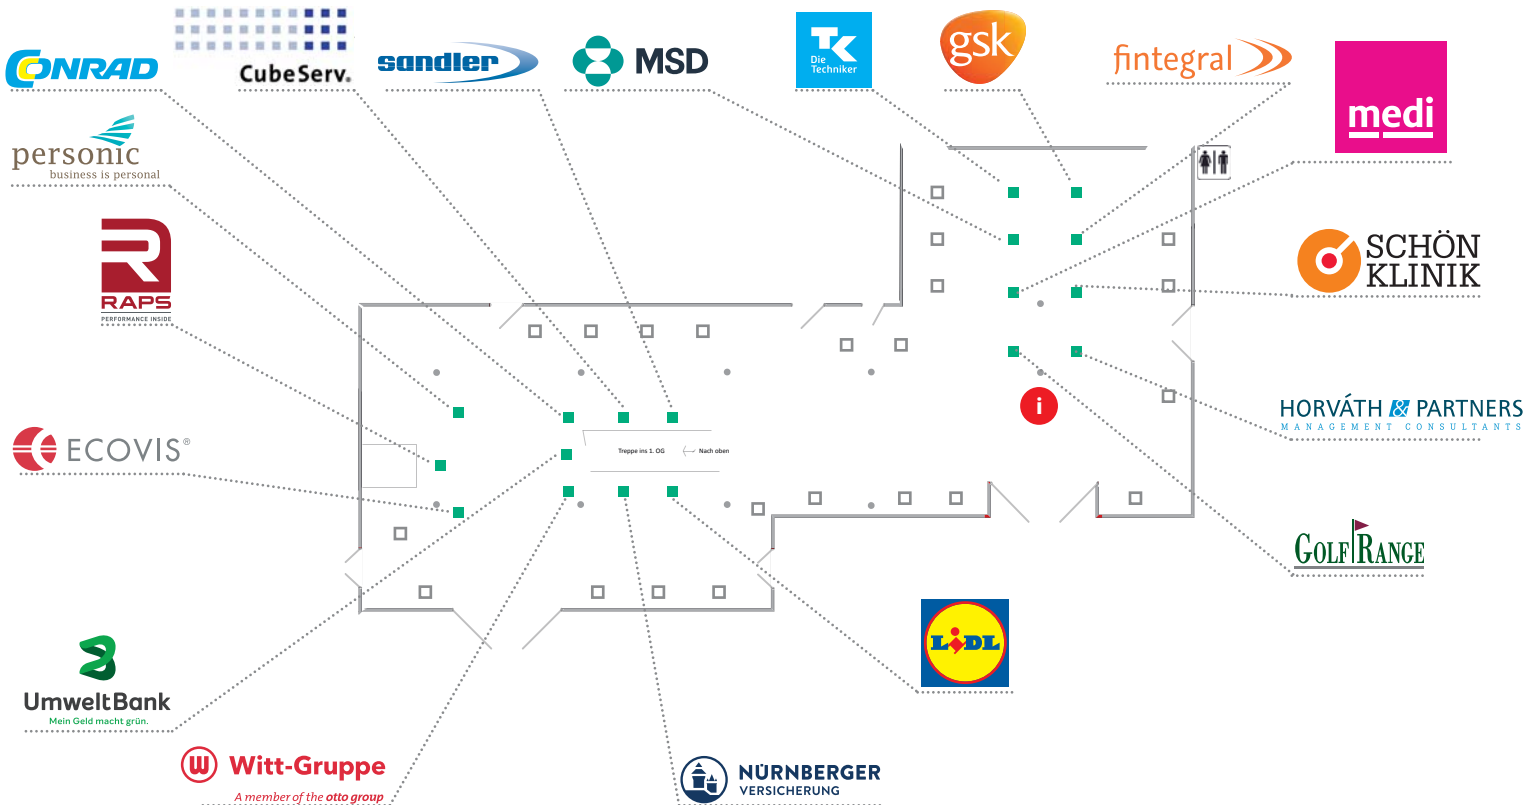 CONRAD
CubeServ.
sandler
MSD
TK
Die
Techniker
gsk
fintegral
medi
personic
business is personal
R
RAPS
PERFORMANCE INSIDE
SCHÖN
KLINIK
HORVÁTH & PARTNERS
MANAGEMENT CONSULTANTS
i
ECOVIS®
Treppe ins 1. OG
Nach oben
GOLF RANGE
LIDL
UmweltBank
Mein Geld macht grün.
W
Witt-Gruppe
A member of the otto group
NÜRNBERGER
VERSICHERUNG